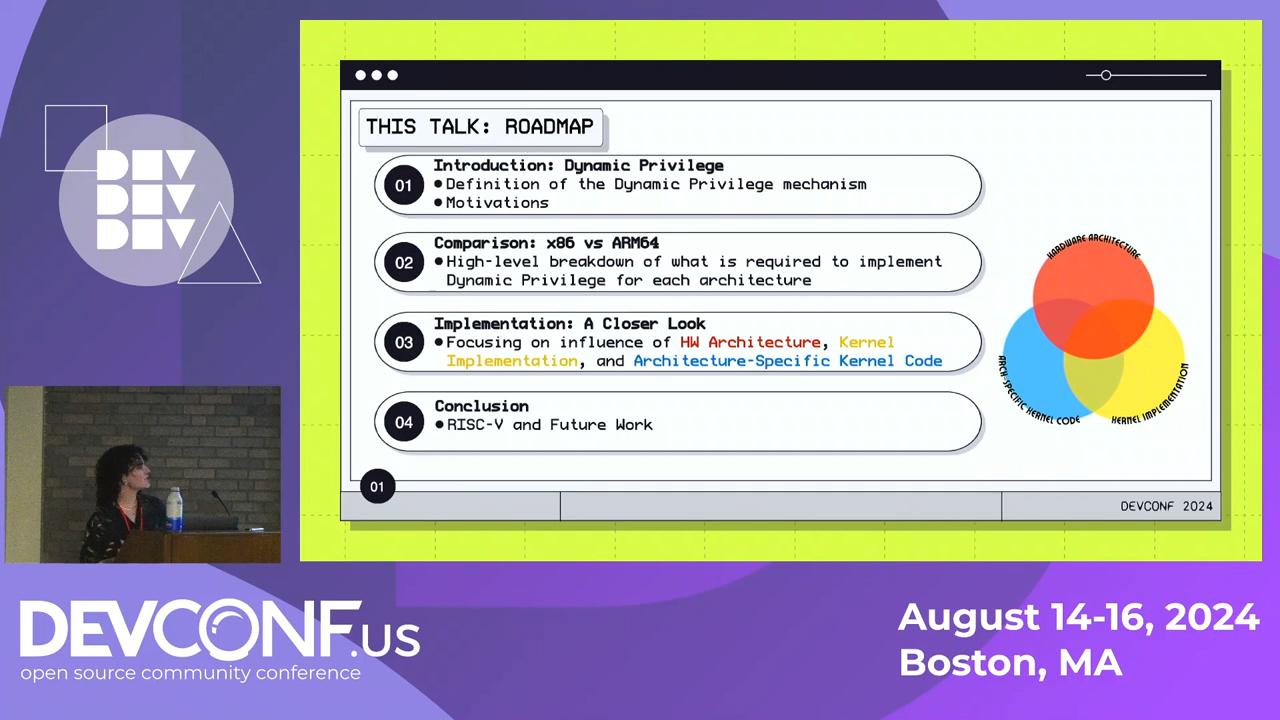 DEV
DEV
DEV
THIS TALK: ROADMAP
01
Introduction: Dynamic Privilege
●Definition of the Dynamic Privilege mechanism
●Motivations
02
Comparison: x86 vs ARM64
●High-level breakdown of what is required to implement
Dynamic Privilege for each architecture
03
Implementation: A Closer Look
●Focusing on influence of HW Architecture, Kernel
Implementation, and Architecture-Specific Kernel Code
04
Conclusion
●RISC-V and Future Work
HARDWARE ARCHITECTURE
ARCH-SPECIFIC KERNEL CODE
KERNEL IMPLEMENTATION
01
DEVCONF 2024
DEVCONF.US
open source community conference
August 14-16, 2024
Boston, MA